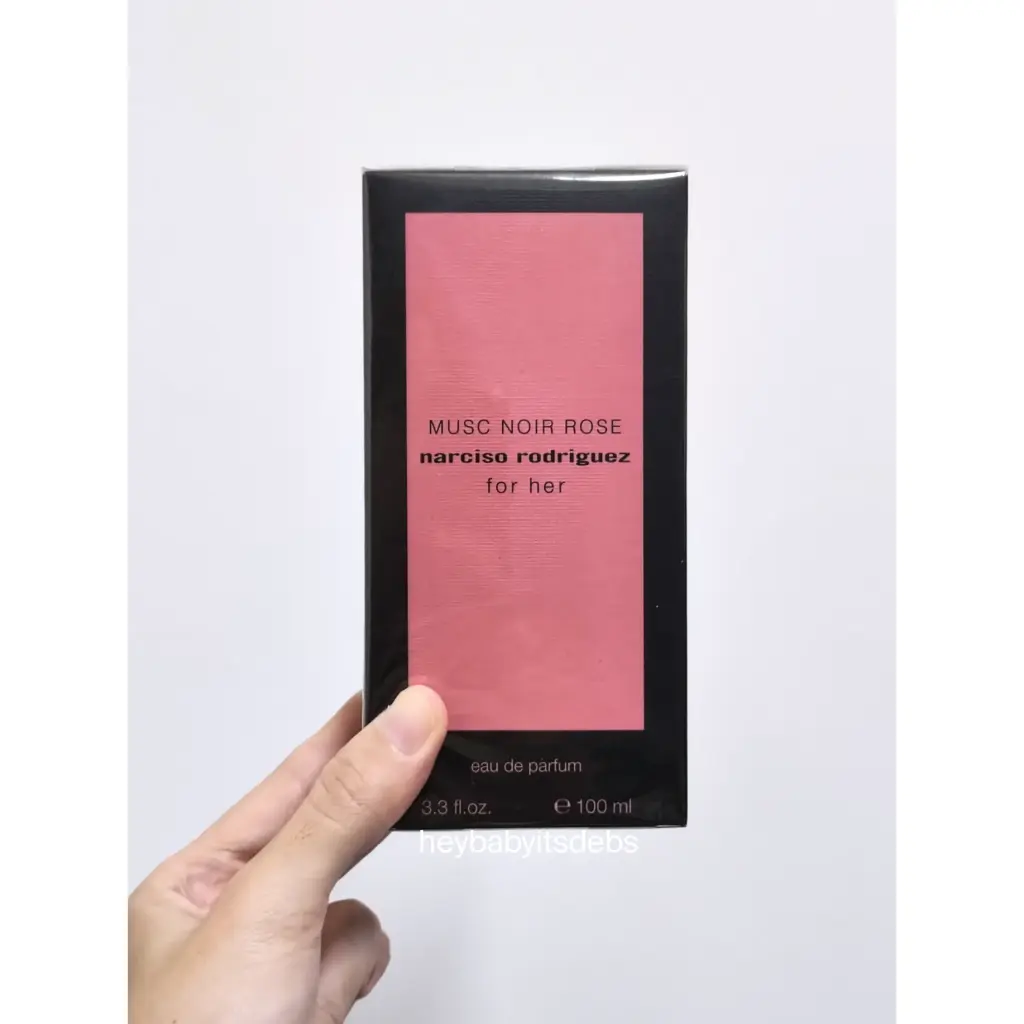 MUSC NOIR ROSE
narciso rodriguez
for her
eau de parfum
3.3 fl.oz. ℮ 100 ml
heybabyitsdebs